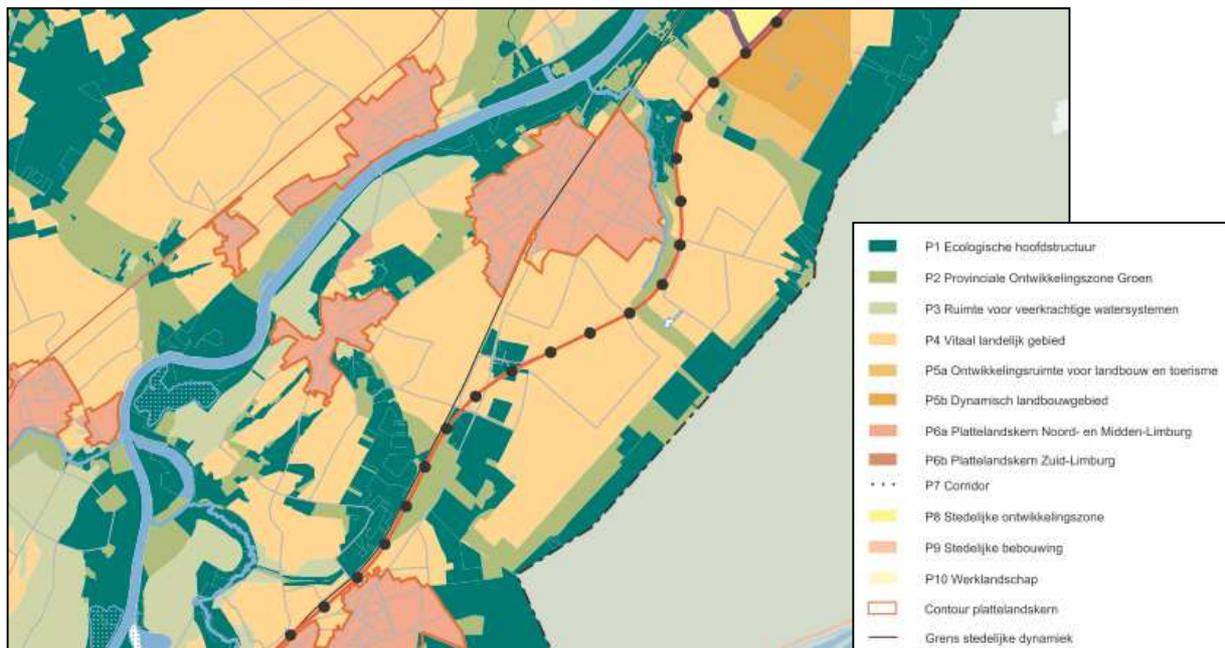 P1 Ecologische hoofdstructuur
P2 Provinciale Ontwikkelingszone Groen
P3 Ruimte voor veerkrachtige watersystemen
P4 Vitaal landelijk gebied
P5a Ontwikkelingsruimte voor landbouw en toerisme
P5b Dynamisch landbouwgebied
P6a Plattelandskern Noord- en Midden-Limburg
P6b Plattelandskern Zuid-Limburg
P7 Corridor
P8 Stedelijke ontwikkelingszone
P9 Stedelijke bebouwing
P10 Werklandschap
Contour plattelandskern
Grens stedelijke dynamiek